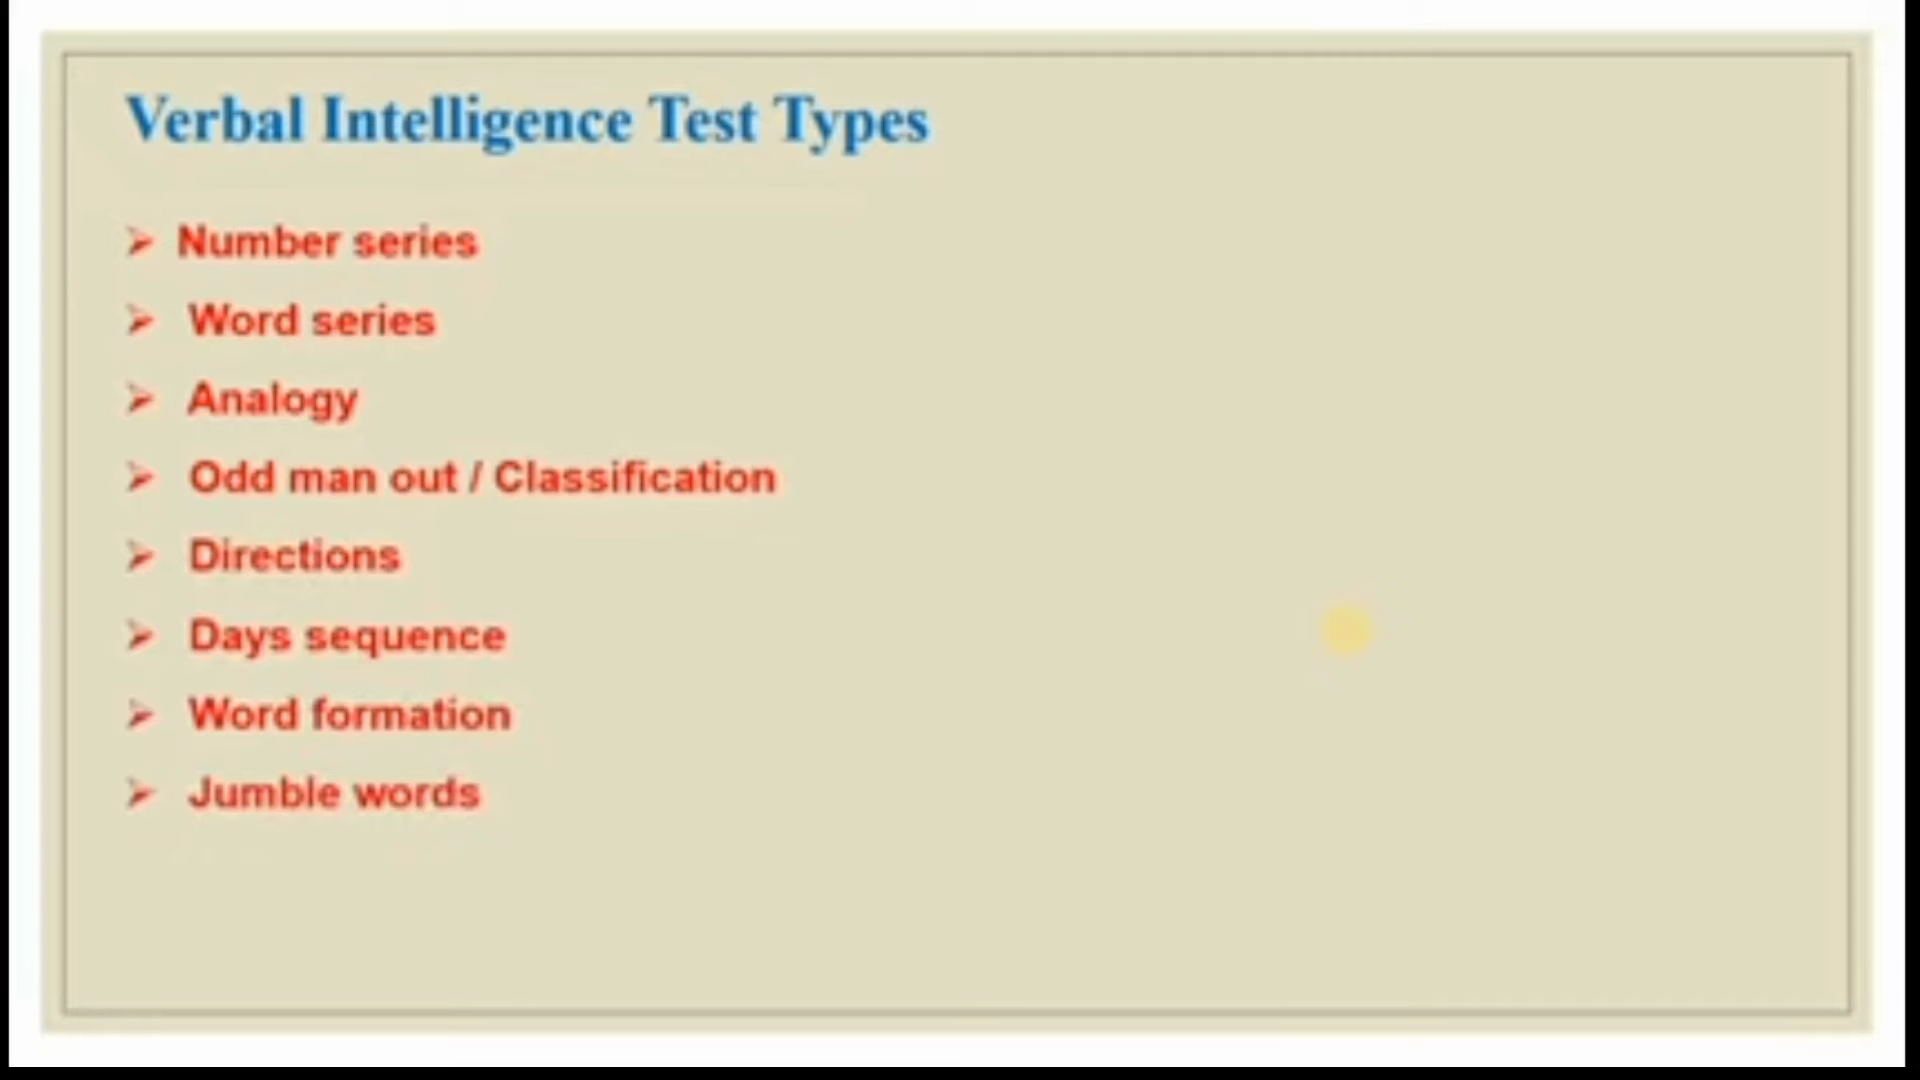 Verbal Intelligence Test Types
➢ Number series
➢ Word series
➢ Analogy
➢ Odd man out / Classification
➢ Directions
➢ Days sequence
➢ Word formation
➢ Jumble words